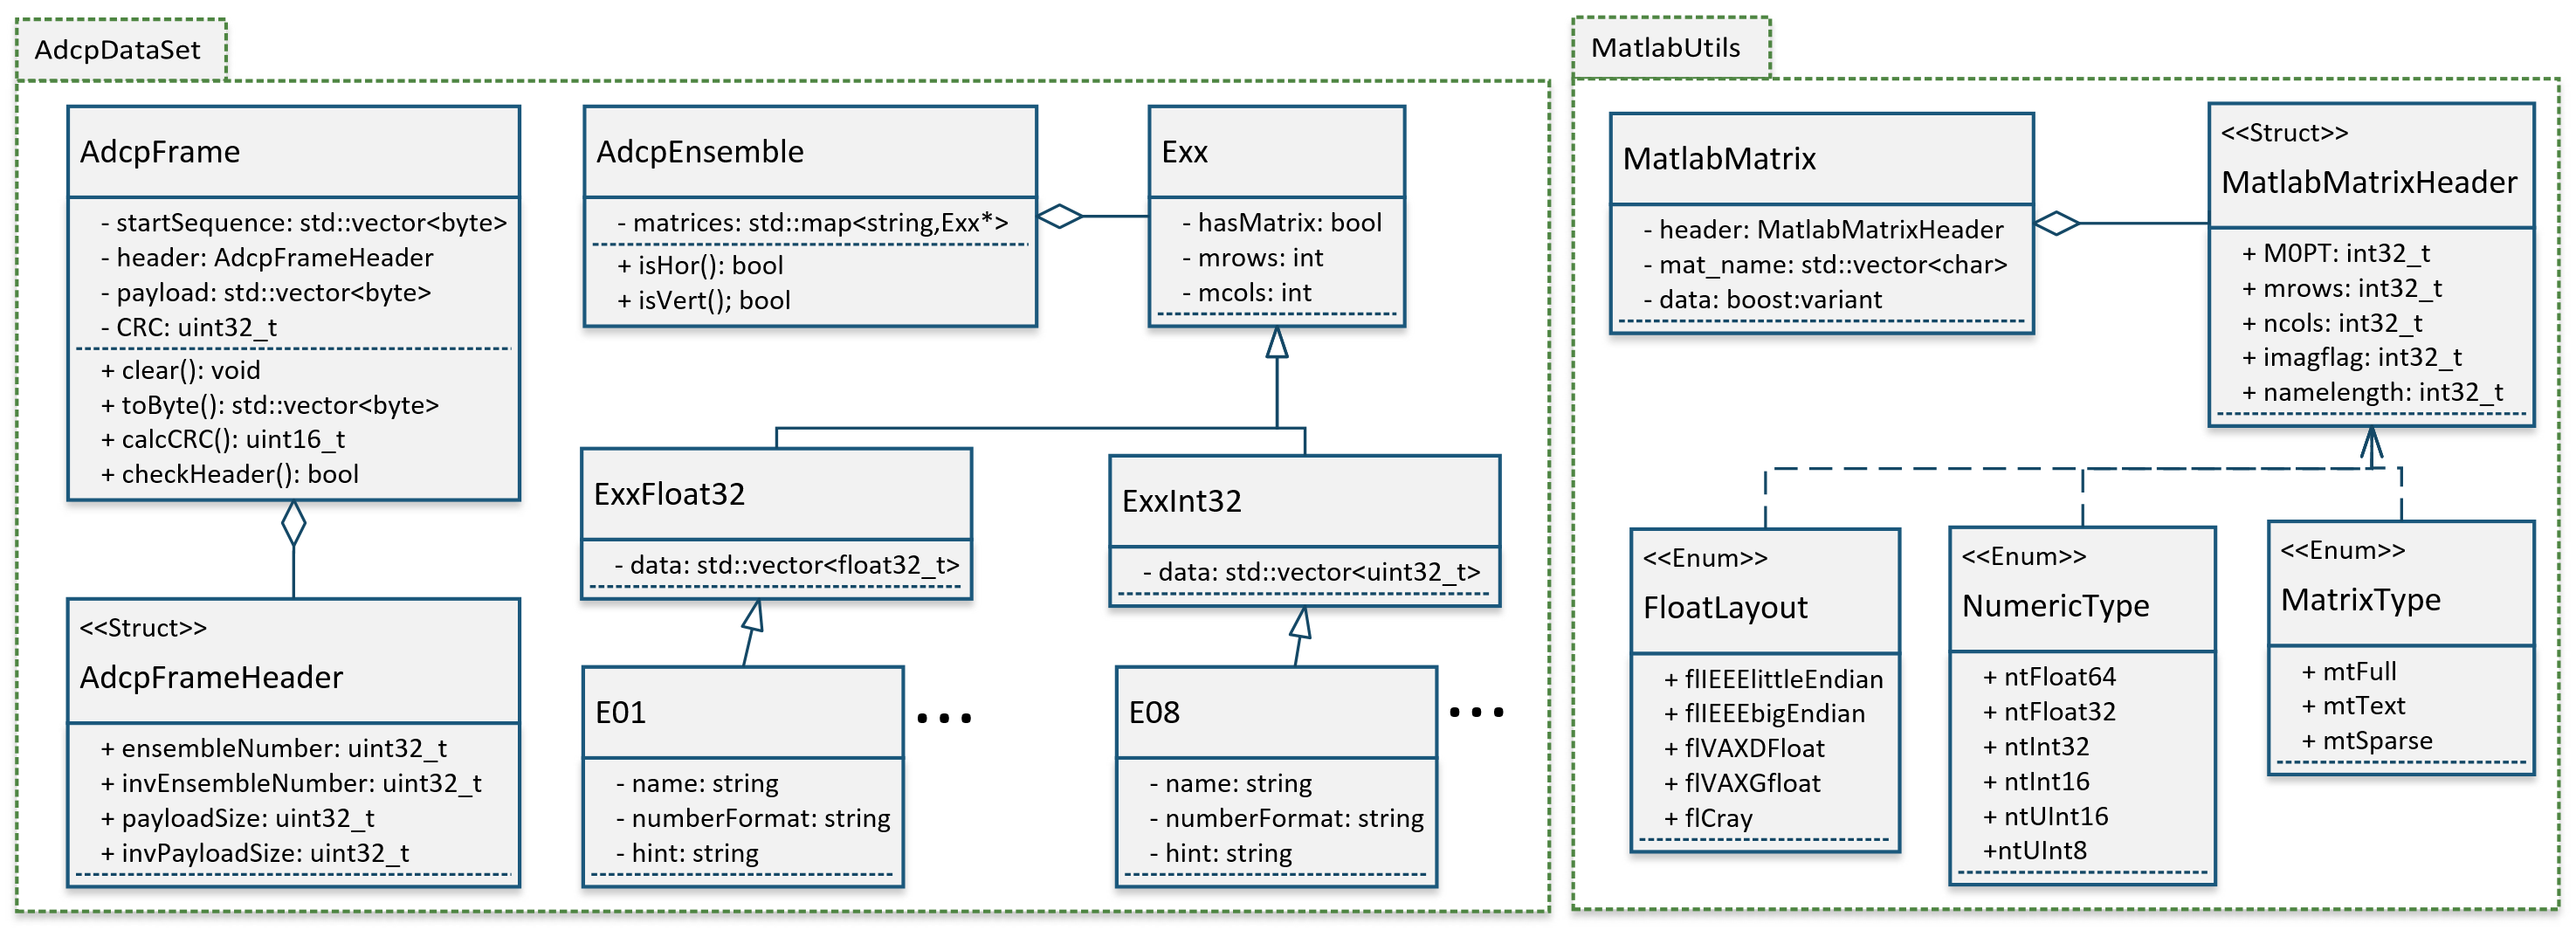 AdcpDataSet
AdcpFrame
- startSequence: std::vector<byte>
- header: AdcpFrameHeader
- payload: std::vector<byte>
- CRC: uint32_t
+ clear(): void
+ toByte(): std::vector<byte>
+ calcCRC(): uint16_t
+ checkHeader(): bool
<<Struct>>
AdcpFrameHeader
+ ensembleNumber: uint32_t
+ invEnsembleNumber: uint32_t
+ payloadSize: uint32_t
+ invPayloadSize: uint32_t
AdcpEnsemble
- matrices: std::map<string,Exx*>
+ isHor(): bool
+ isVert(); bool
Exx
- hasMatrix: bool
- mrows: int
- mcols: int
ExxFloat32
- data: std::vector<float32_t>
ExxInt32
- data: std::vector<uint32_t>
E01
- name: string
- numberFormat: string
- hint: string
...
E08
- name: string
- numberFormat: string
- hint: string
...
MatlabUtils
MatlabMatrix
- header: MatlabMatrixHeader
- mat_name: std::vector<char>
- data: boost:variant
<<Struct>>
MatlabMatrixHeader
+ M0PT: int32_t
+ mrows: int32_t
+ ncols: int32_t
+ imagflag: int32_t
+ namelength: int32_t
<<Enum>>
FloatLayout
+ flIEEElittleEndian
+ flIEEEbigEndian
+ flVAXDFloat
+ flVAXGfloat
+ flCray
<<Enum>>
NumericType
+ ntFloat64
+ ntFloat32
+ ntInt32
+ ntInt16
+ ntUInt16
+ntUInt8
<<Enum>>
MatrixType
+ mtFull
+ mtText
+ mtSparse